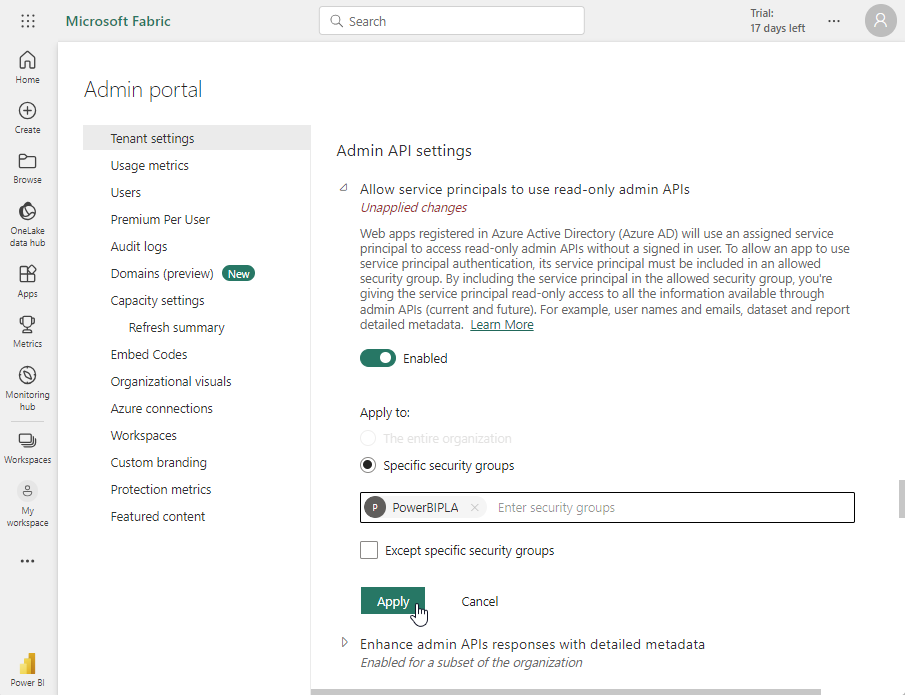 Microsoft Fabric
Search
Trial:
17 days left
Home
Create
Browse
OneLake
data hub
Apps
Metrics
Monitoring
hub
Workspaces
My
workspace
Power BI
Admin portal
Tenant settings
Usage metrics
Users
Premium Per User
Audit logs
Domains (preview) New
Capacity settings
Refresh summary
Embed Codes
Organizational visuals
Azure connections
Workspaces
Custom branding
Protection metrics
Featured content
Admin API settings
Allow service principals to use read-only admin APIs
Unapplied changes
Web apps registered in Azure Active Directory (Azure AD) will use an assigned service
principal to access read-only admin APIs without a signed in user. To allow an app to use
service principal authentication, its service principal must be included in an allowed
security group. By including the service principal in the allowed security group, you're
giving the service principal read-only access to all the information available through
admin APIs (current and future). For example, user names and emails, dataset and report
detailed metadata. Learn More
Enabled
Apply to:
The entire organization
Specific security groups
P PowerBIPLA Enter security groups
Except specific security groups
Apply Cancel
Enhance admin APIs responses with detailed metadata
Enabled for a subset of the organization